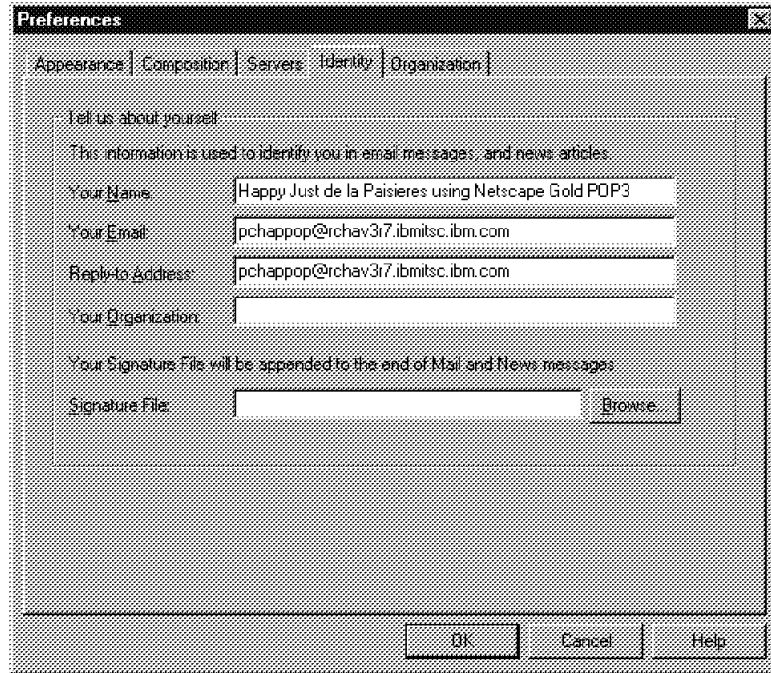 Preferences
Appearance Composition Servers Identity Organization
Tell us about yourself
This information is used to identify you in email messages, and news articles.
Your Name: Happy Just de la Paisieres using Netscape Gold POP3
Your Email: pchappop@rchav3r7.ibmitsc.ibm.com
Reply-to Address: pchappop@rchav3r7.ibmitsc.ibm.com
Your Organization:
Your Signature File will be appended to the end of Mail and News messages
Signature File: Browse...
OK Cancel Help